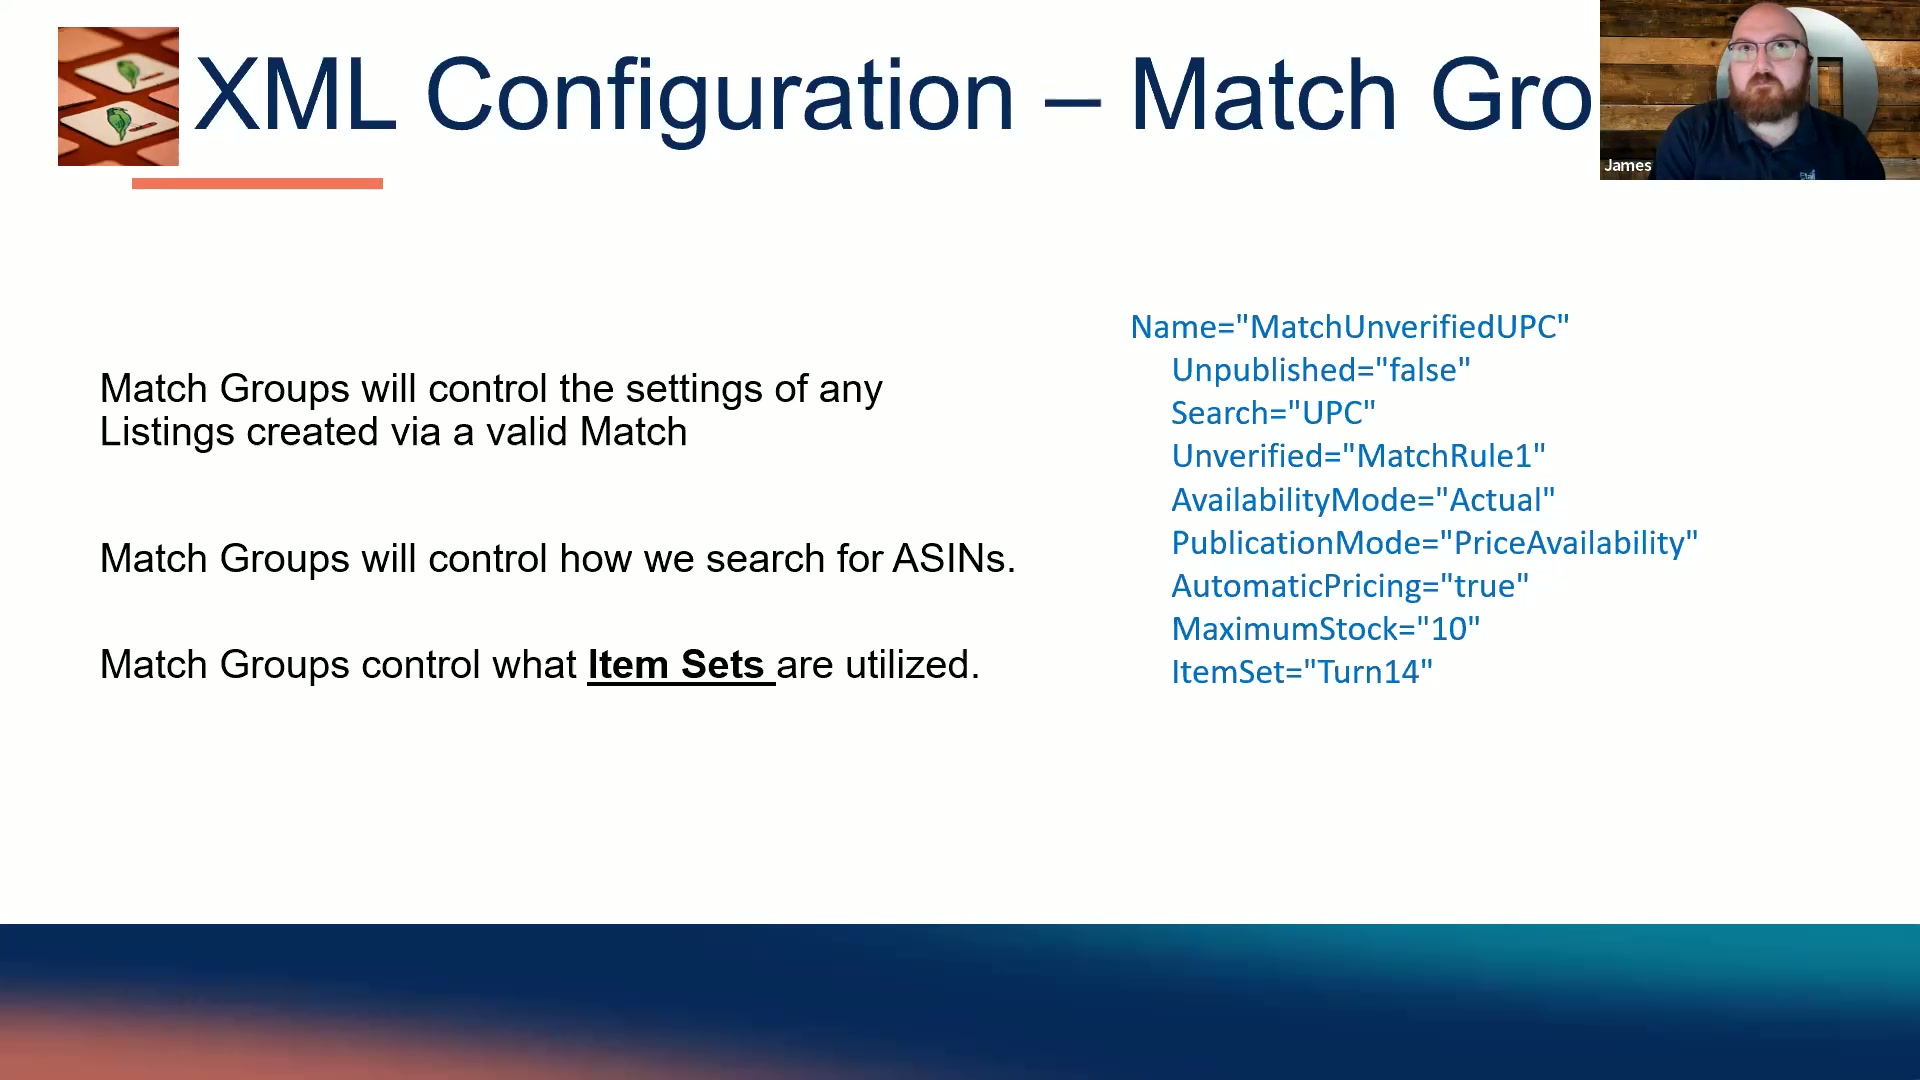 XML Configuration – Match Gro
James
Match Groups will control the settings of any
Listings created via a valid Match
Match Groups will control how we search for ASINs.
Match Groups control what Item Sets are utilized.
Name="MatchUnverifiedUPC"
Unpublished="false"
Search="UPC"
Unverified="MatchRule1"
AvailabilityMode="Actual"
PublicationMode="PriceAvailability"
AutomaticPricing="true"
MaximumStock="10"
ItemSet="Turn14"